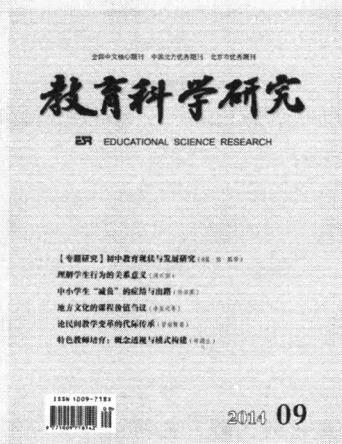 全国中文核心期刊 中国北方优秀期刊 北京市优秀期刊
教育科学研究
ESR EDUCATIONAL SCIENCE RESEARCH
【专题研究】初中教育现状与发展研究
理解学生行为的关系意义
中小学生“减负”的症结与出路
地方文化的课程价值刍议
论民间教学变革的代际传承
特色教师培育：概念透视与模式构建
ISSN 1009-718X
2014 09